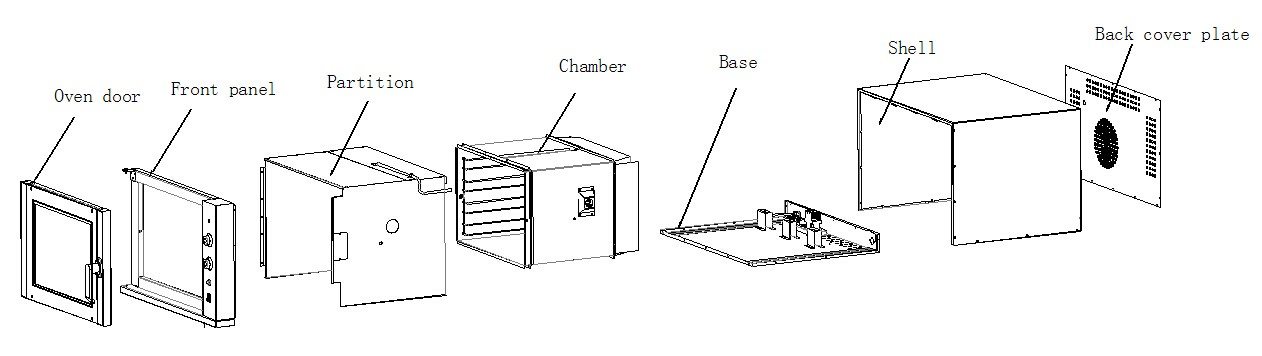 Oven door
Front panel
Partition
Chamber
Base
Shell
Back cover plate